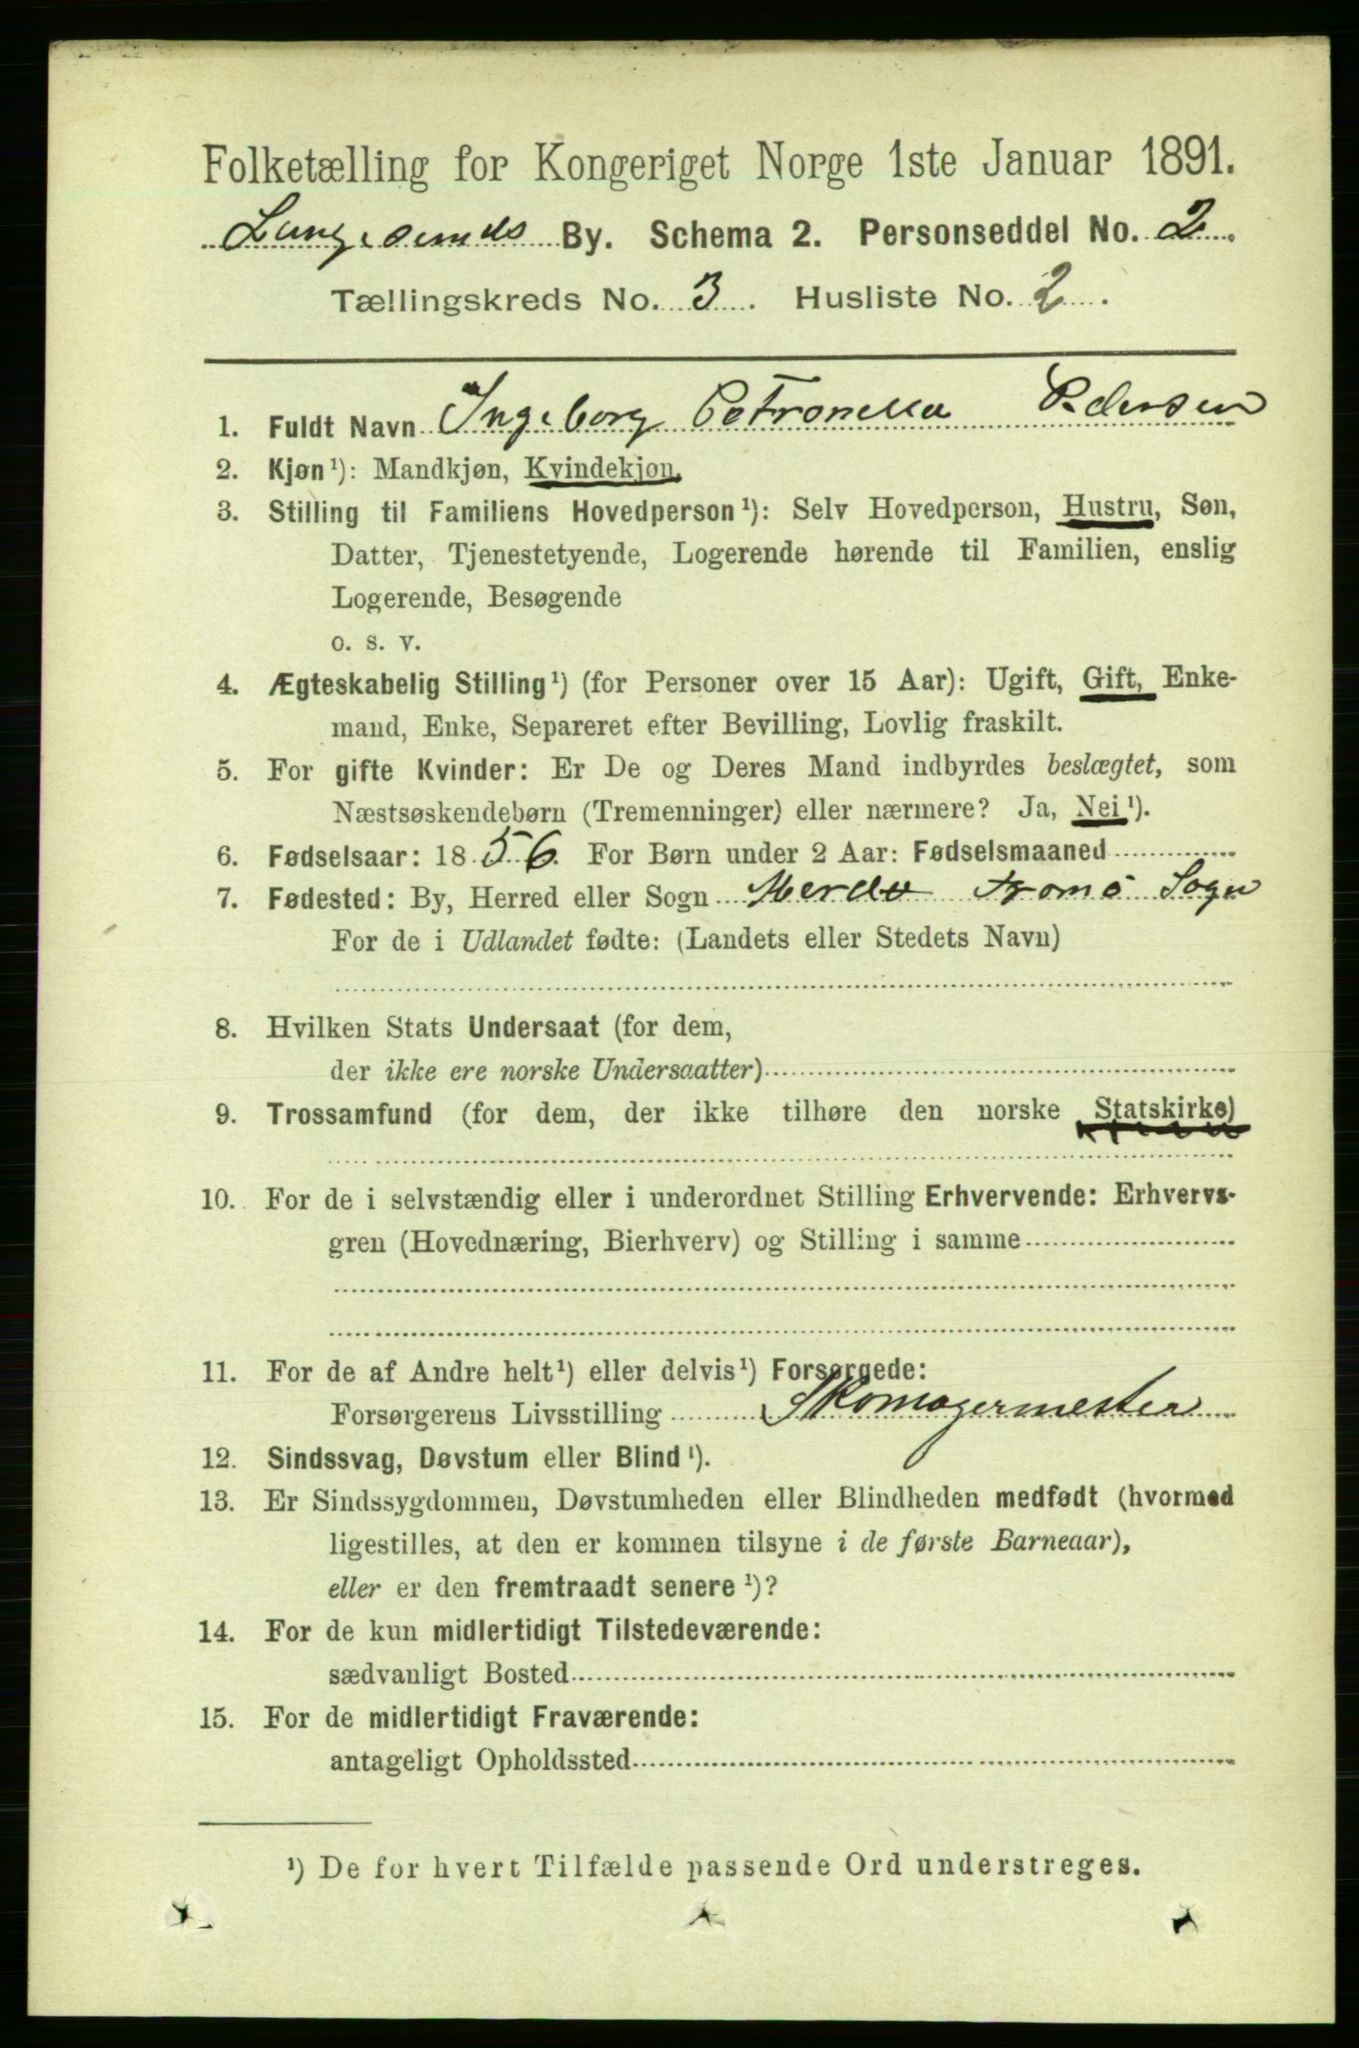 Folketælling for Kongeriget Norge 1ste Januar 1891.
Langesunds By. Schema 2. Personseddel No. 2.
Tællingskreds No. 3. Husliste No. 2.
1. Fuldt Navn Ingeborg Petronella Pedersen
2. Kjøn¹): Mandkjøn, Kvindekjøn.
3. Stilling til Familiens Hovedperson¹): Selv Hovedperson, Hustru, Søn,
Datter, Tjenestetyende, Logerende hørende til Familien, enslig
Logerende, Besøgende
o. s. v.
4. Ægteskabelig Stilling¹) (for Personer over 15 Aar): Ugift, Gift, Enke-
mand, Enke, Separeret efter Bevilling, Lovlig fraskilt.
5. For gifte Kvinder: Er De og Deres Mand indbyrdes beslægtet, som
Næstsøskendebørn (Tremenninger) eller nærmere? Ja, Nei¹).
6. Fødselsaar: 1856. For Børn under 2 Aar: Fødselsmaaned
7. Fødested: By, Herred eller Sogn Merdø Tromø Sogn
For de i Udlandet fødte: (Landets eller Stedets Navn)
8. Hvilken Stats Undersaat (for dem,
der ikke ere norske Undersaatter)
9. Trossamfund (for dem, der ikke tilhøre den norske Statskirke)
10. For de i selvstændig eller i underordnet Stilling Erhvervende: Erhvervs-
gren (Hovednæring, Bierhverv) og Stilling i samme
11. For de af Andre helt¹) eller delvis¹) Forsørgede:
Forsørgerens Livsstilling Skomagermester
12. Sindssvag, Døvstum eller Blind¹).
13. Er Sindssygdommen, Døvstumheden eller Blindheden medfødt (hvormed
ligestilles, at den er kommen tilsyne i de første Barneaar),
eller er den fremtraadt senere¹)?
14. For de kun midlertidigt Tilstedeværende:
sædvanligt Bosted
15. For de midlertidigt Fraværende:
antageligt Opholdssted
¹) De for hvert Tilfælde passende Ord understreges.